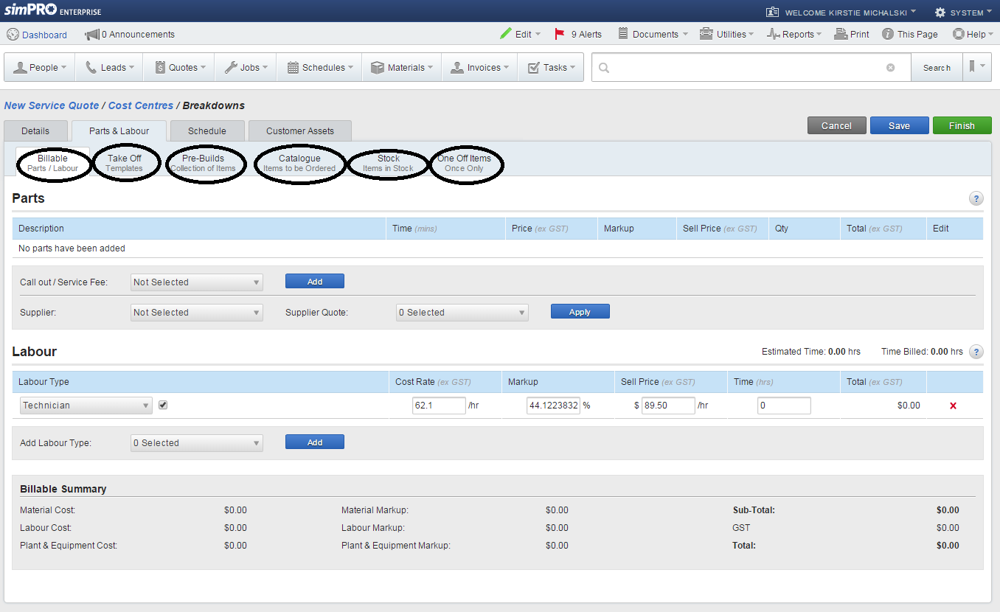 simPRO ENTERPRISE WELCOME KIRSTIE MICHALSKI SYSTEM
Dashboard 0 Announcements Edit 9 Alerts Documents Utilities Reports Print This Page Help
People Leads Quotes Jobs Schedules Materials Invoices Tasks Search
New Service Quote / Cost Centres / Breakdowns
Details Parts & Labour Schedule Customer Assets Cancel Save Finish
Billable Take Off Pre-Builds Catalogue Stock One Off Items
Parts / Labour Templates Collection of Items Items to be Ordered Items in Stock Once Only
Parts ?
Description Time (mins) Price (ex GST) Markup Sell Price (ex GST) Qty Total (ex GST) Edit
No parts have been added
Call out / Service Fee: Not Selected Add
Supplier: Not Selected Supplier Quote: 0 Selected Apply
Labour Estimated Time: 0.00 hrs Time Billed: 0.00 hrs ?
Labour Type Cost Rate (ex GST) Markup Sell Price (ex GST) Time (hrs) Total (ex GST)
Technician 62.1 /hr 44.1223832 % $ 89.50 /hr 0 $0.00
Add Labour Type: 0 Selected Add
Billable Summary
Material Cost: $0.00 Material Markup: $0.00 Sub-Total: $0.00
Labour Cost: $0.00 Labour Markup: $0.00 GST $0.00
Plant & Equipment Cost: $0.00 Plant & Equipment Markup: $0.00 Total: $0.00